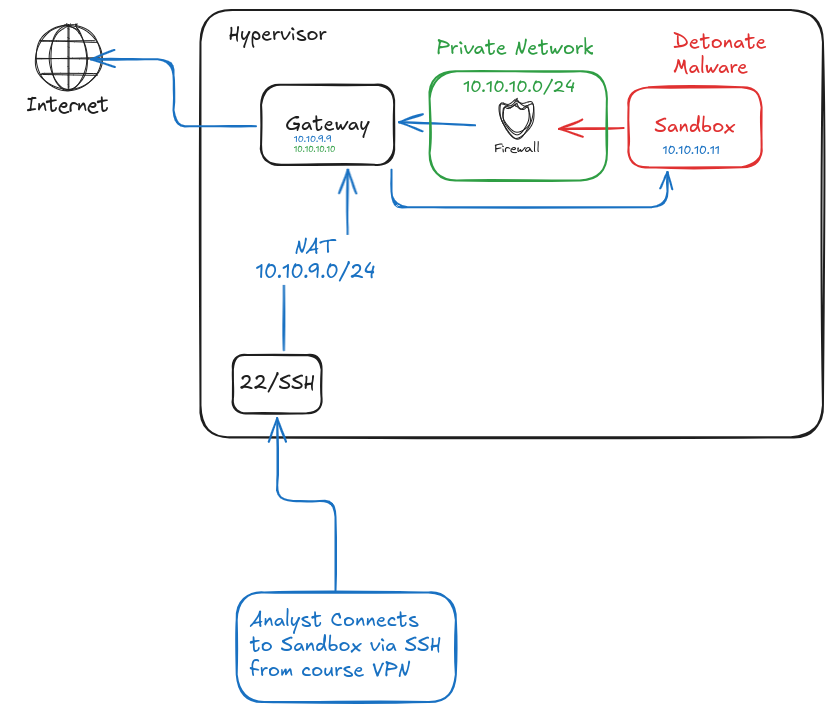 Hypervisor
Internet
Private Network
10.10.10.0/24
Firewall
Detonate
Malware
Gateway
10.10.9.9
10.10.10.10
Sandbox
10.10.10.11
NAT
10.10.9.0/24
22/SSH
Analyst Connects
to Sandbox via SSH
from course VPN